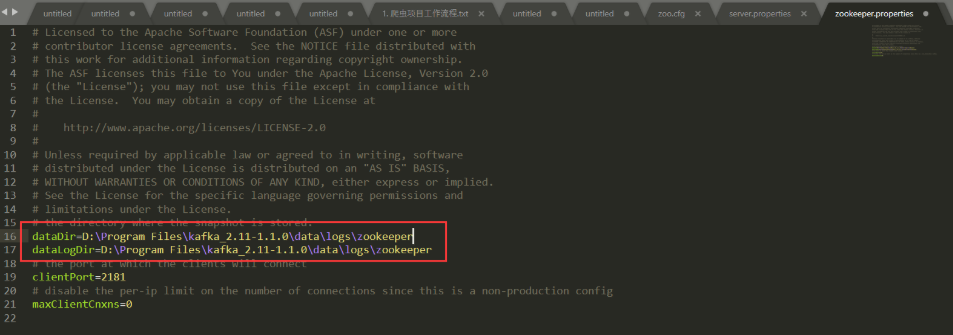 untitled untitled untitled untitled untitled 1. 爬虫项目工作流程.txt untitled untitled zoo.cfg server.properties zookeeper.properties
1 # Licensed to the Apache Software Foundation (ASF) under one or more
2 # contributor license agreements.  See the NOTICE file distributed with
3 # this work for additional information regarding copyright ownership.
4 # The ASF licenses this file to You under the Apache License, Version 2.0
5 # (the "License"); you may not use this file except in compliance with
6 # the License.  You may obtain a copy of the License at
7 #
8 #    http://www.apache.org/licenses/LICENSE-2.0
9 #
10 # Unless required by applicable law or agreed to in writing, software
11 # distributed under the License is distributed on an "AS IS" BASIS,
12 # WITHOUT WARRANTIES OR CONDITIONS OF ANY KIND, either express or implied.
13 # See the License for the specific language governing permissions and
14 # limitations under the License.
15 # the directory where the snapshot is stored.
16 dataDir=D:\Program Files\kafka_2.11-1.1.0\data\logs\zookeeper
17 dataLogDir=D:\Program Files\kafka_2.11-1.1.0\data\logs\zookeeper
18 # the port at which the clients will connect
19 clientPort=2181
20 # disable the per-ip limit on the number of connections since this is a non-production config
21 maxClientCnxns=0
22